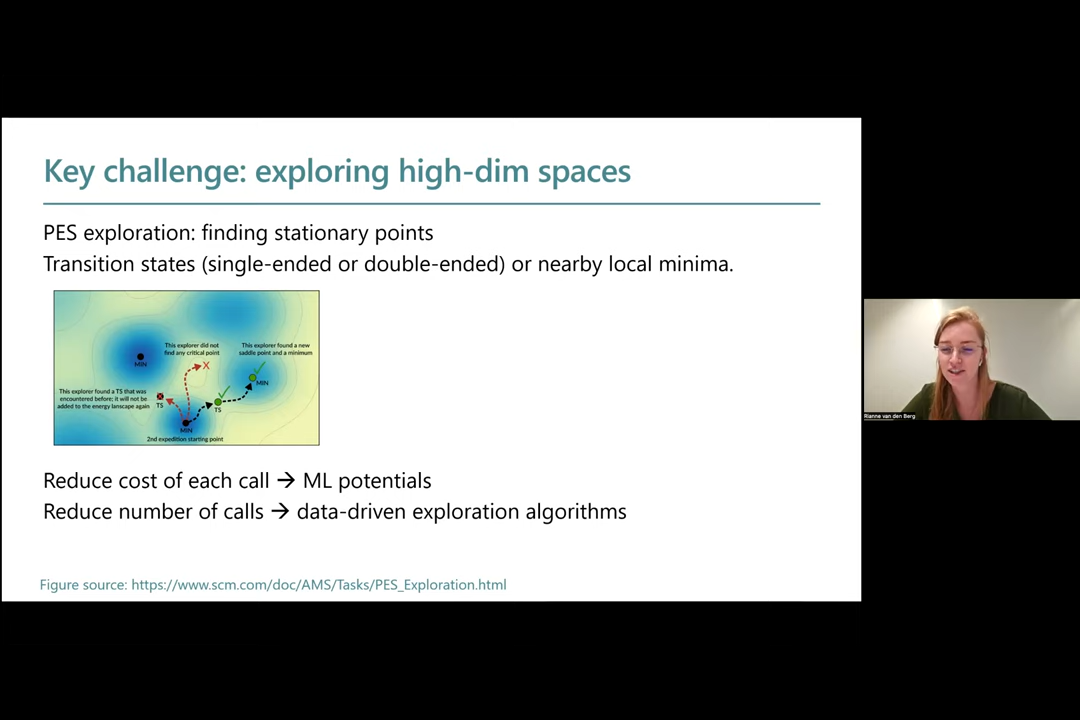 Key challenge: exploring high-dim spaces
PES exploration: finding stationary points
Transition states (single-ended or double-ended) or nearby local minima.
This explorer did not
find any critical point
This explorer found a new
saddle point and a minimum
MIN
X
MIN
This explorer found a TS that was
encountered before; it will not be
added to the energy lanscape again
TS
TS
MIN
2nd expedition starting point
Reduce cost of each call → ML potentials
Reduce number of calls → data-driven exploration algorithms
Figure source: https://www.scm.com/doc/AMS/Tasks/PES_Exploration.html
Rianne van den Berg